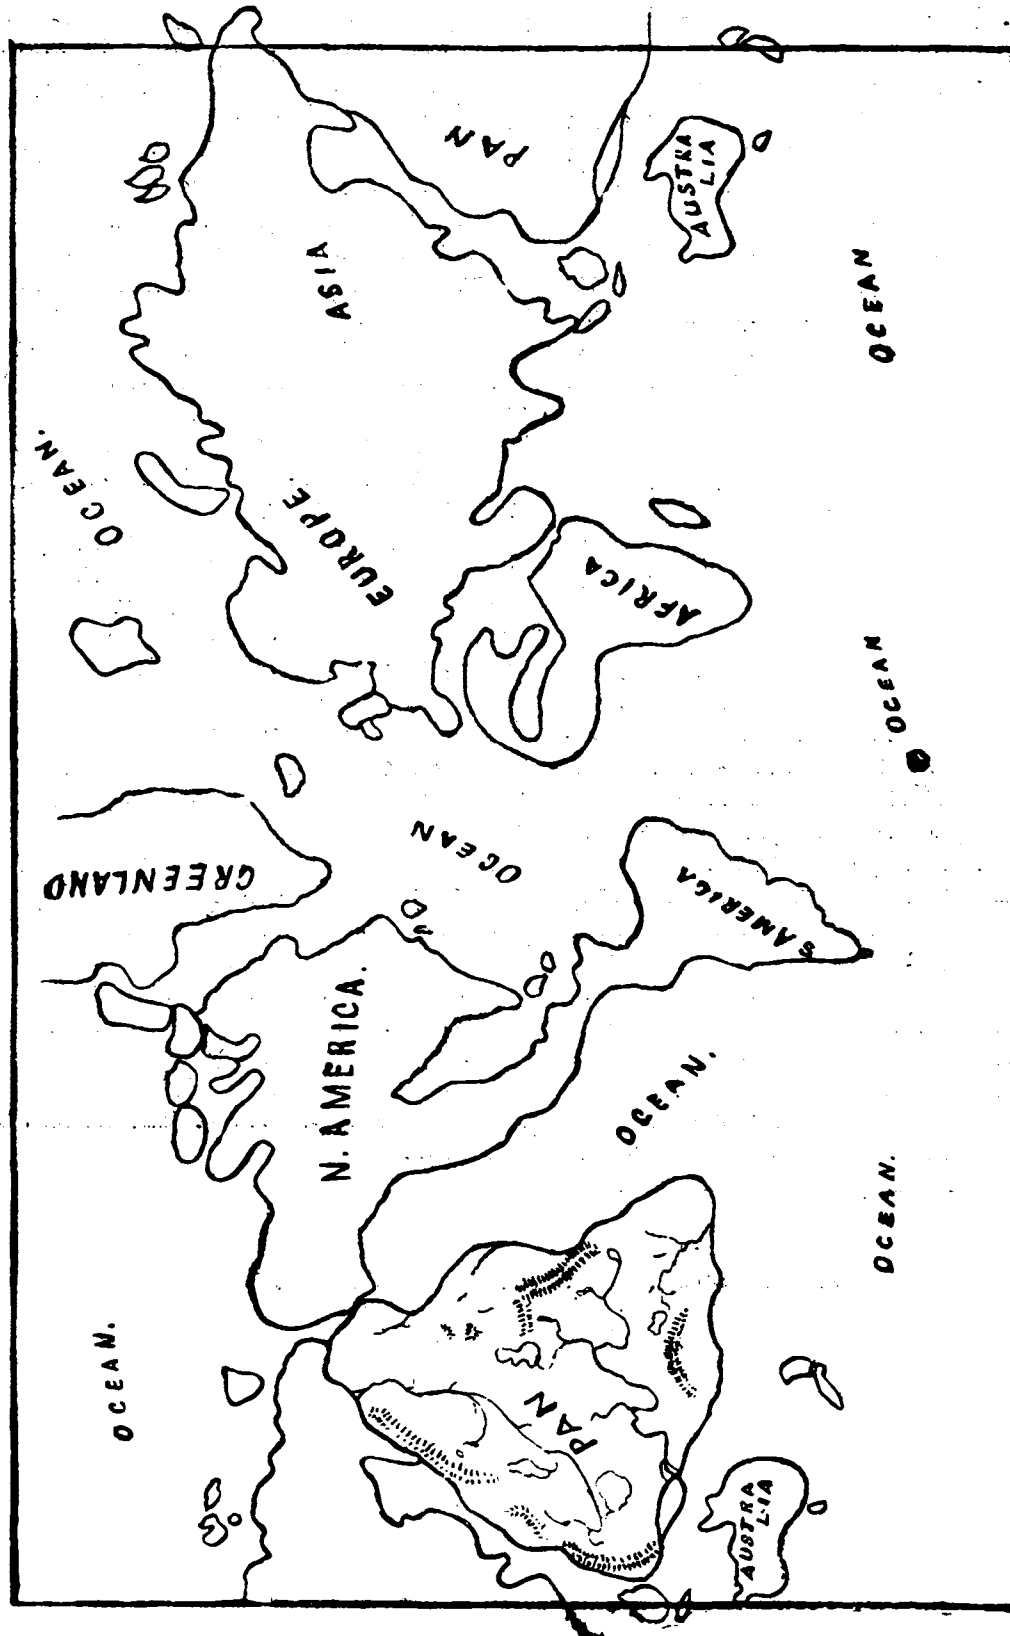 OCEAN.
OCEAN.
GREENLAND
N. AMERICA.
OCEAN
EUROPE.
ASIA
PAN
PAN
OCEAN.
S AMERICA
AFRICA
AUSTRA
LIA
AUSTRA
LIA
OCEAN.
OCEAN
OCEAN